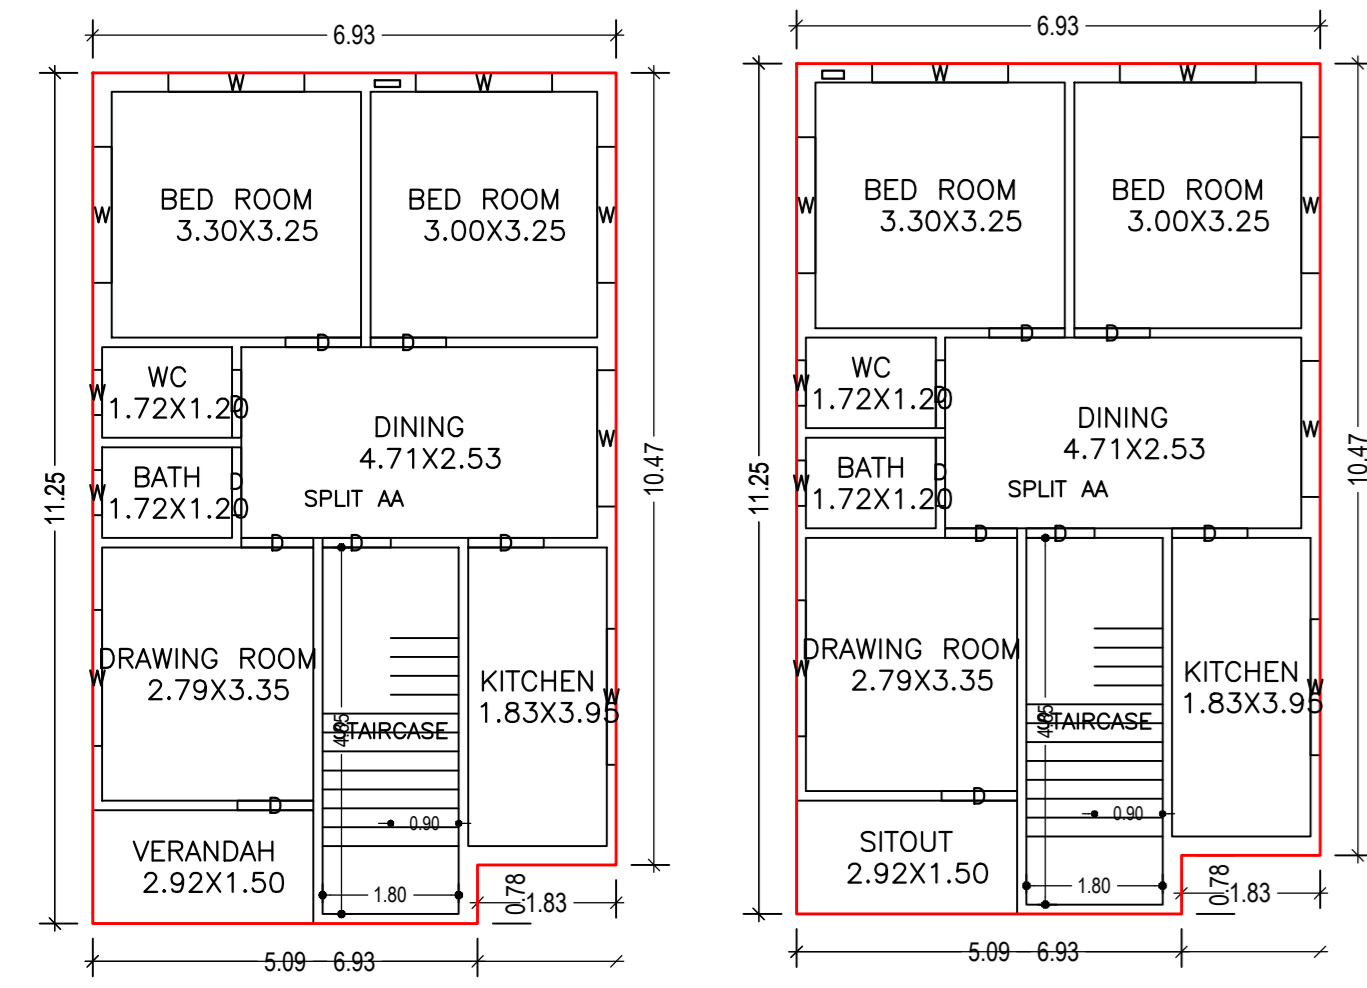 6.93
W
W
BED ROOM
3.30X3.25
BED ROOM
3.00X3.25
W
W
D
D
WC
1.72X1.20
D
W
DINING
4.71X2.53
W
10.47
11.25
BATH
1.72X1.20
D
W
SPLIT AA
D
D
D
DRAWING ROOM
2.79X3.35
W
KITCHEN
1.83X3.95
W
4.85
STAIRCASE
D
0.90
VERANDAH
2.92X1.50
1.80
0.78
1.83
5.09
6.93
6.93
W
W
BED ROOM
3.30X3.25
BED ROOM
3.00X3.25
W
W
D
D
WC
1.72X1.20
D
W
DINING
4.71X2.53
W
10.47
11.25
BATH
1.72X1.20
D
W
SPLIT AA
D
D
D
DRAWING ROOM
2.79X3.35
W
KITCHEN
1.83X3.95
W
4.85
STAIRCASE
D
0.90
SITOUT
2.92X1.50
1.80
0.78
1.83
5.09
6.93